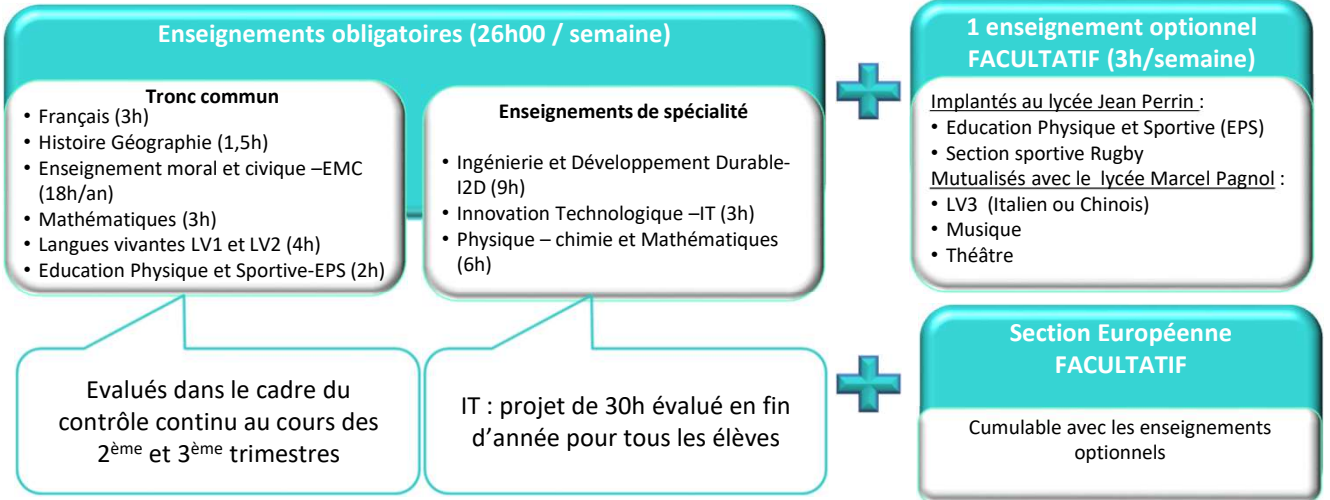 Enseignements obligatoires (26h00 / semaine)
Tronc commun
• Français (3h)
• Histoire Géographie (1,5h)
• Enseignement moral et civique –EMC
(18h/an)
• Mathématiques (3h)
• Langues vivantes LV1 et LV2 (4h)
• Education Physique et Sportive-EPS (2h)
Enseignements de spécialité
• Ingénierie et Développement Durable-
I2D (9h)
• Innovation Technologique –IT (3h)
• Physique – chimie et Mathématiques
(6h)
1 enseignement optionnel
FACULTATIF (3h/semaine)
Implantés au lycée Jean Perrin :
• Education Physique et Sportive (EPS)
• Section sportive Rugby
Mutualisés avec le lycée Marcel Pagnol :
• LV3 (Italien ou Chinois)
• Musique
• Théâtre
Evalués dans le cadre du
contrôle continu au cours des
2ème et 3ème trimestres
IT : projet de 30h évalué en fin
d’année pour tous les élèves
Section Européenne
FACULTATIF
Cumulable avec les enseignements
optionnels